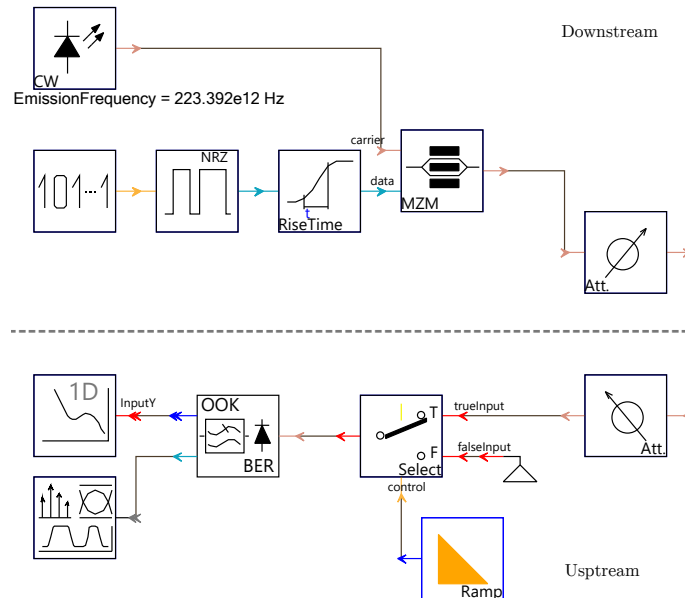 Downstream
CW
EmissionFrequency = 223.392e12 Hz
carrier
NRZ
101...1
data
t
RiseTime
MZM
Att.
1D
InputY
OOK
BER
T
trueInput
F
falseInput
Select
control
Att.
Ramp
Usptream